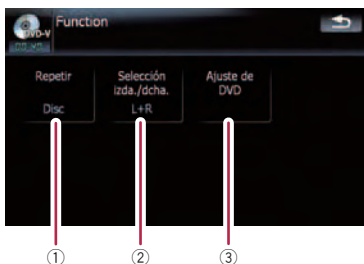 Function
DVD-V
Repetir
Disc
Selección
izda./dcha.
L+R
Ajuste de
DVD
①
②
③